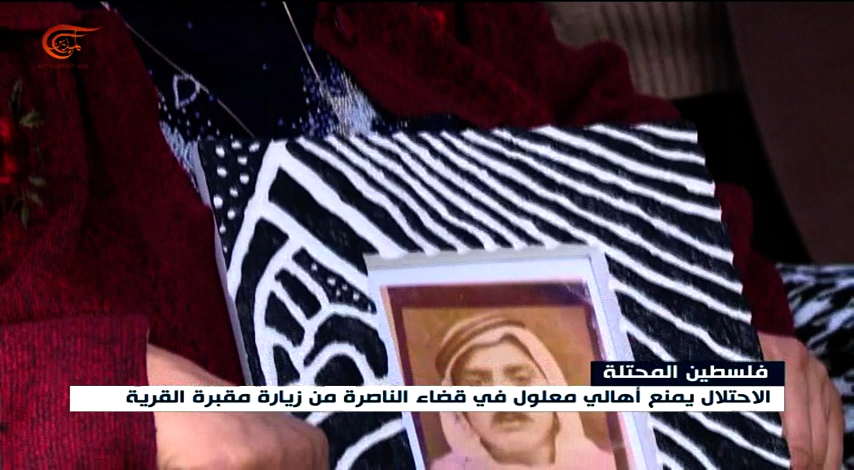 فلسطين المحتلة
الاحتلال يمنع أهالي معلول في قضاء الناصرة من زيارة مقبرة القرية